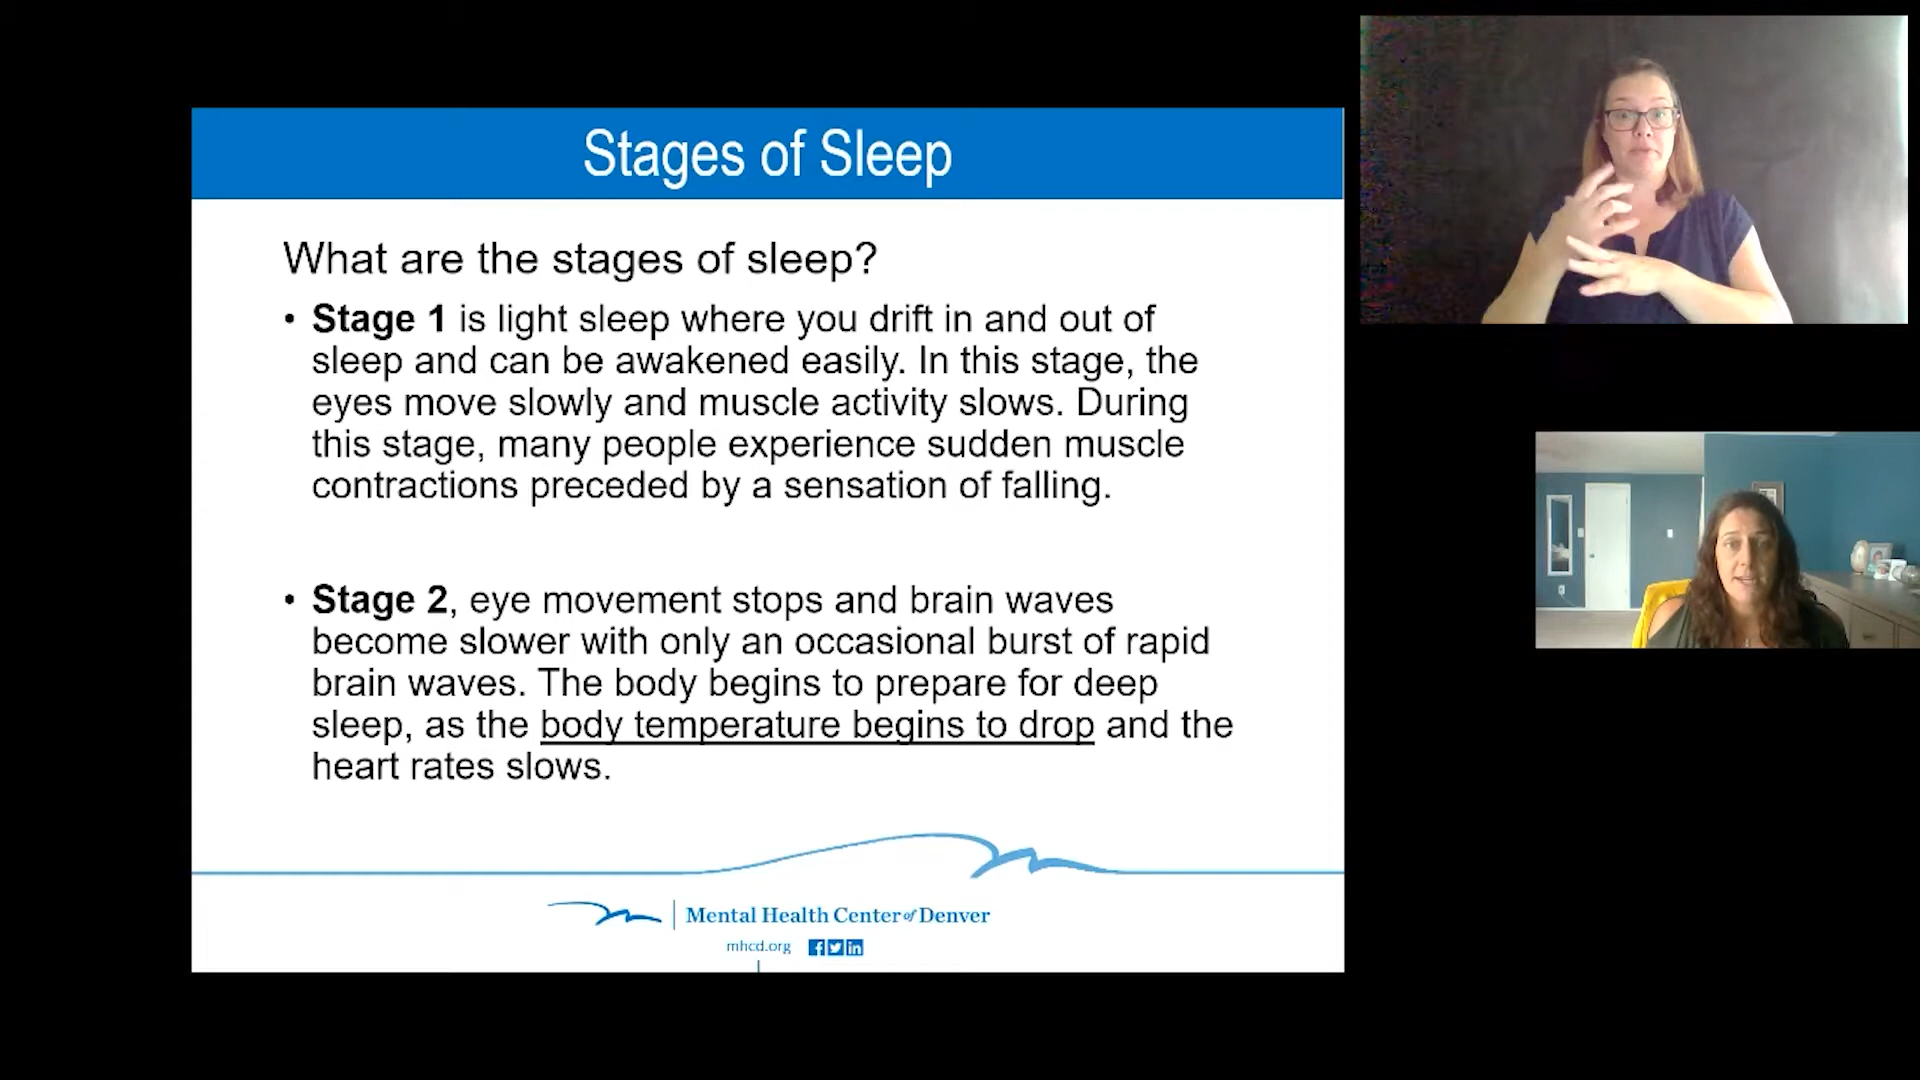 Stages of Sleep
What are the stages of sleep?
• Stage 1 is light sleep where you drift in and out of
sleep and can be awakened easily. In this stage, the
eyes move slowly and muscle activity slows. During
this stage, many people experience sudden muscle
contractions preceded by a sensation of falling.
• Stage 2, eye movement stops and brain waves
become slower with only an occasional burst of rapid
brain waves. The body begins to prepare for deep
sleep, as the body temperature begins to drop and the
heart rates slows.
Mental Health Center of Denver
mhcd.org